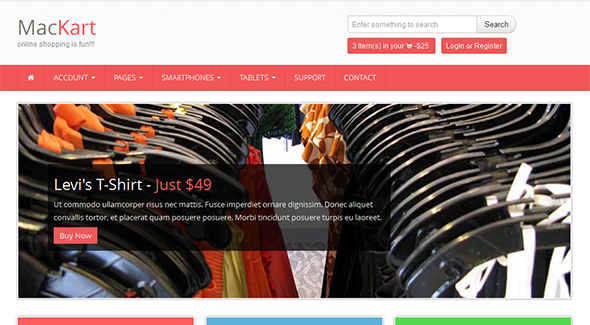 MacKart
online shopping is fun!!!
Enter something to search
Search
3 Item(s) in your -$25
Login or Register
ACCOUNT
PAGES
SMARTPHONES
TABLETS
SUPPORT
CONTACT
Levi's T-Shirt - Just $49
Ut commodo ullamcorper risus nec mattis. Fusce imperdiet ornare dignissim. Donec aliquet
convallis tortor, et placerat quam posuere posuere. Morbi tincidunt posuere turpis eu laoreet.
Buy Now